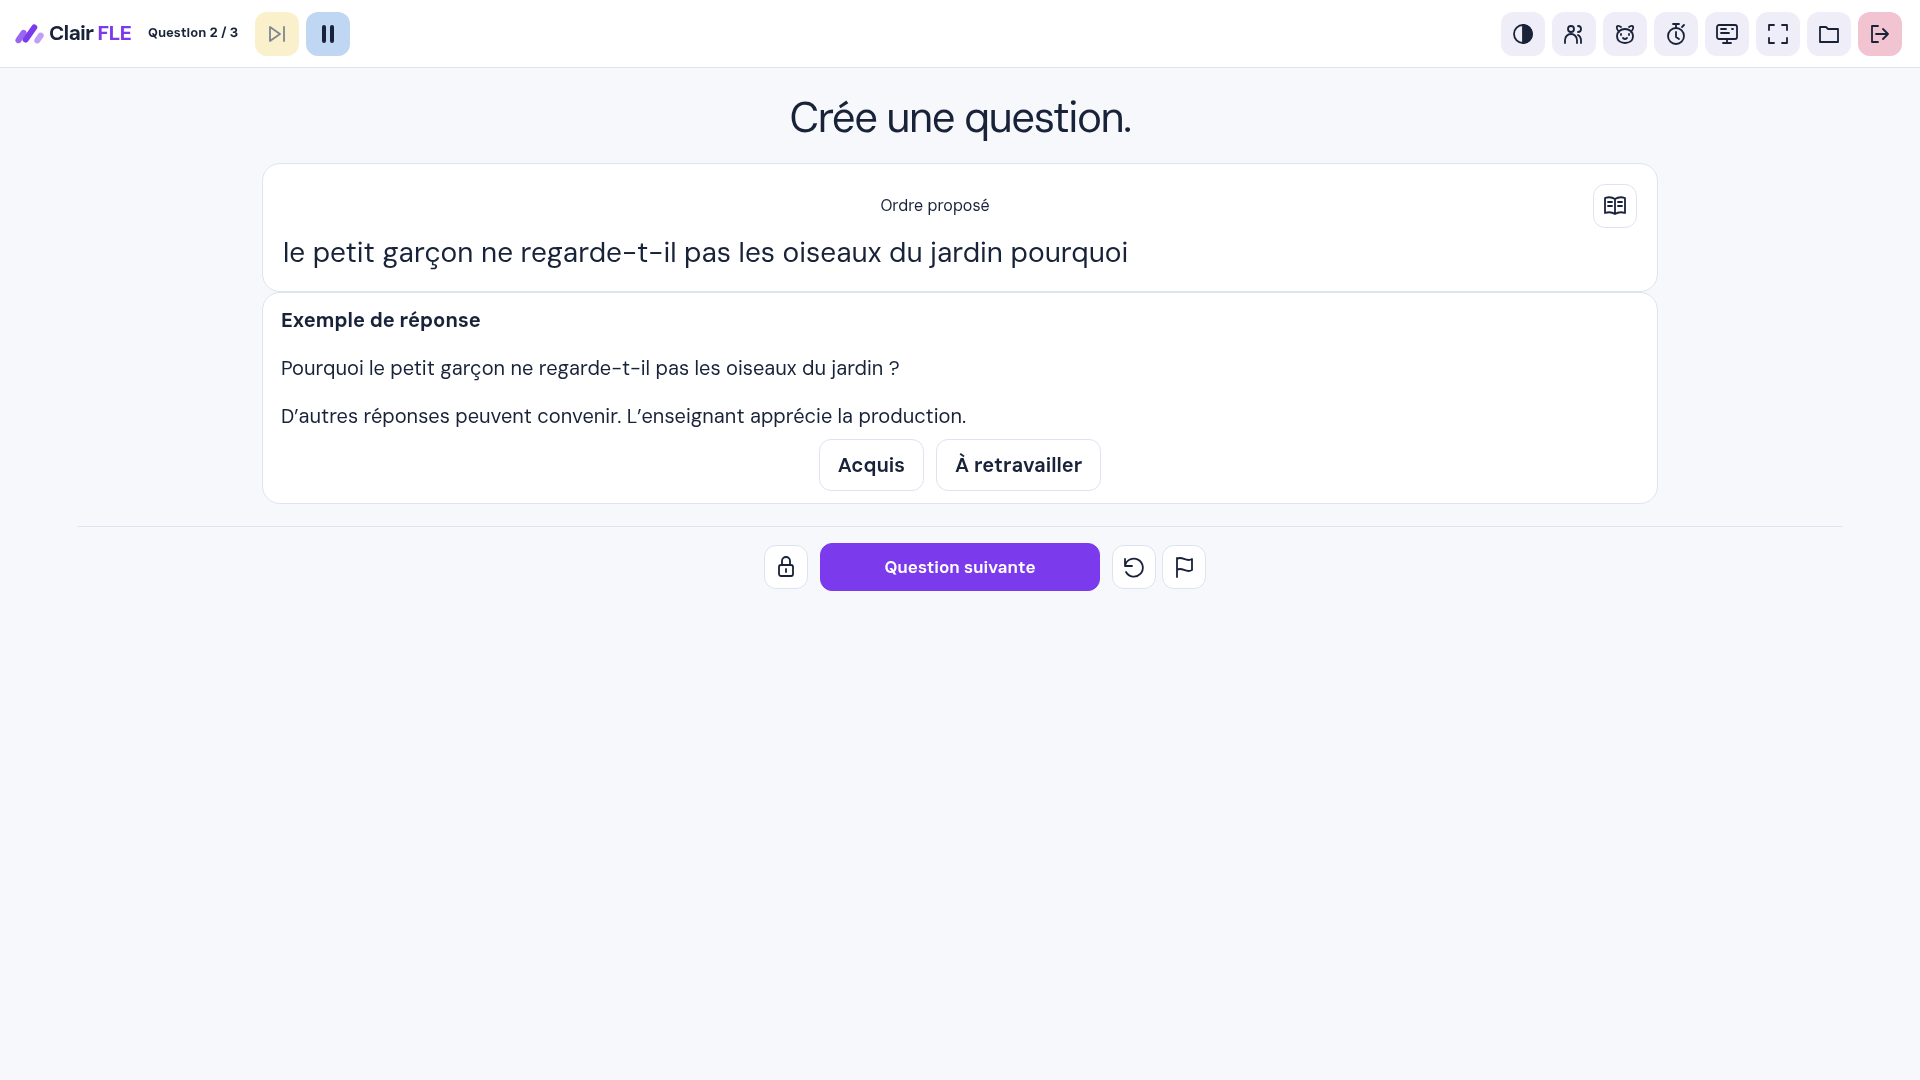 Clair FLE Question 2 / 3
Crée une question.
Ordre proposé
le petit garçon ne regarde-t-il pas les oiseaux du jardin pourquoi
Exemple de réponse
Pourquoi le petit garçon ne regarde-t-il pas les oiseaux du jardin ?
D’autres réponses peuvent convenir. L’enseignant apprécie la production.
Acquis À retravailler
Question suivante